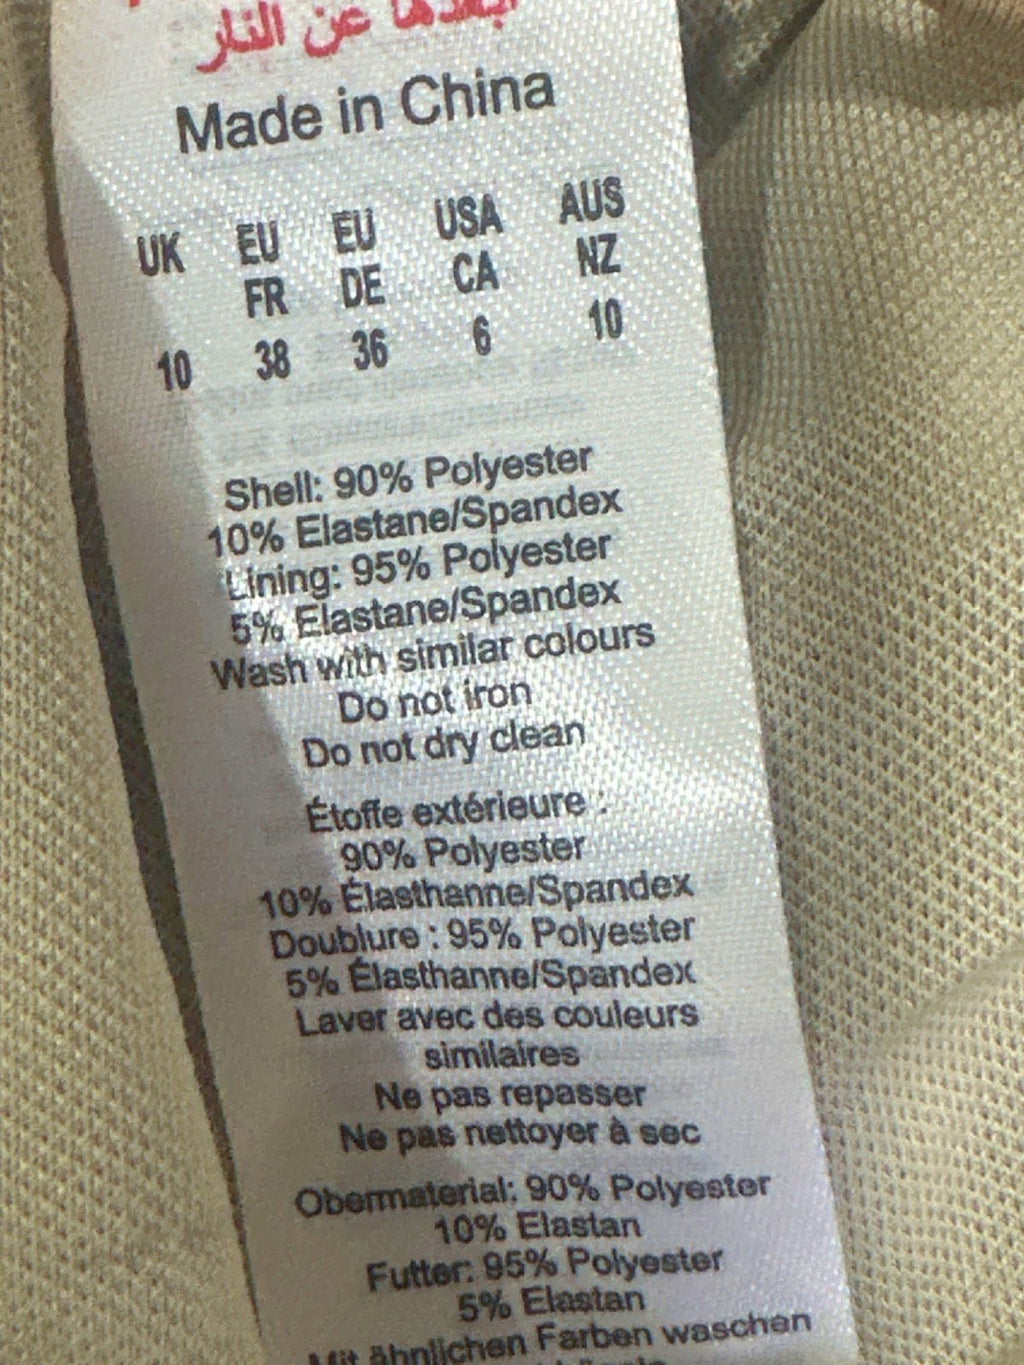 ابعدها عن النار
Made in China
UK EU EU USA AUS
FR DE CA NZ
10 38 36 6 10
Shell: 90% Polyester
10% Elastane/Spandex
Lining: 95% Polyester
5% Elastane/Spandex
Wash with similar colours
Do not iron
Do not dry clean
Étoffe extérieure :
90% Polyester
10% Élasthanne/Spandex
Doublure : 95% Polyester
5% Élasthanne/Spandex
Laver avec des couleurs
similaires
Ne pas repasser
Ne pas nettoyer à sec
Obermaterial: 90% Polyester
10% Elastan
Futter: 95% Polyester
5% Elastan
Mit ähnlichen Farben waschen